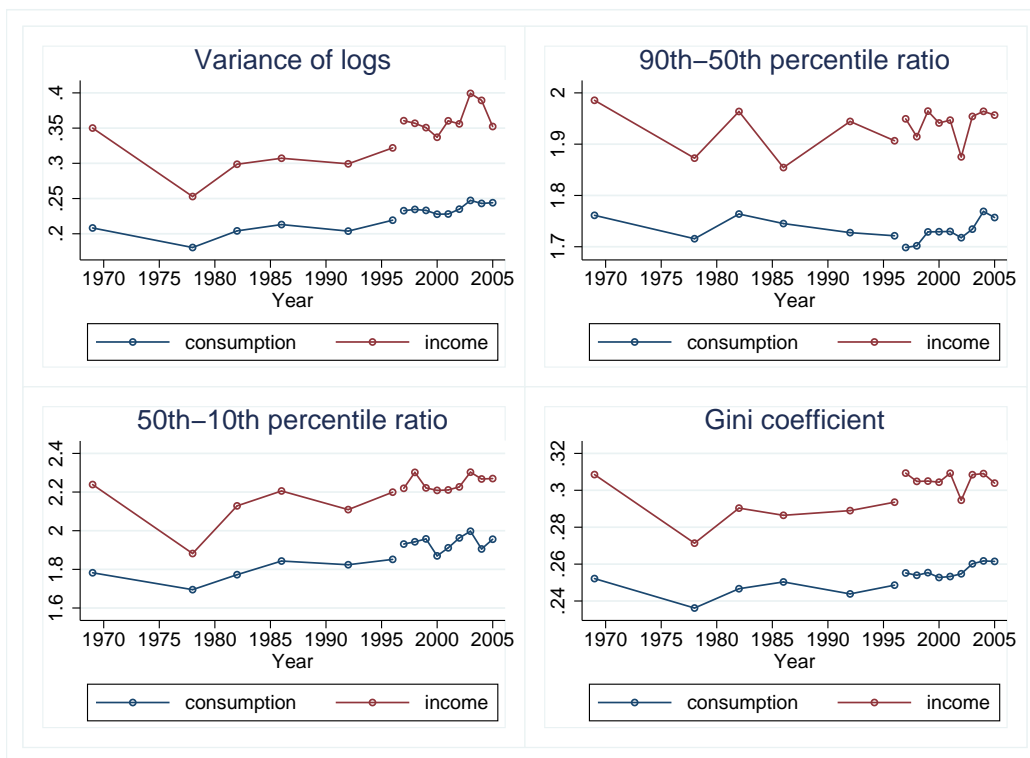 Variance of logs
.4
.35
.3
.25
.2
1970 1975 1980 1985 1990 1995 2000 2005
Year
consumption income
90th−50th percentile ratio
2
1.9
1.8
1.7
1970 1975 1980 1985 1990 1995 2000 2005
Year
consumption income
50th−10th percentile ratio
2.4
2.2
2
1.8
1.6
1970 1975 1980 1985 1990 1995 2000 2005
Year
consumption income
Gini coefficient
.32
.3
.28
.26
.24
1970 1975 1980 1985 1990 1995 2000 2005
Year
consumption income